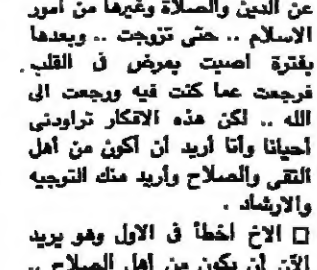 عن الدين والصلاة وغيرها من أمور
الاسلام .. حتى تزوجت .. وبعدها
بفترة أصبت بمرض في القلب .
فرجعت عما كنت فيه ورجعت الى
الله .. لكن هذه الافكار تراودنى
أحيانا وأنا أريد أن أكون من أهل
التقى والصلاح وأريد منك التوجيه
والارشاد .
□ الاخ أخطأ فى الاول وهو يريد
الآن أن يكون من أهل الصلاح ..